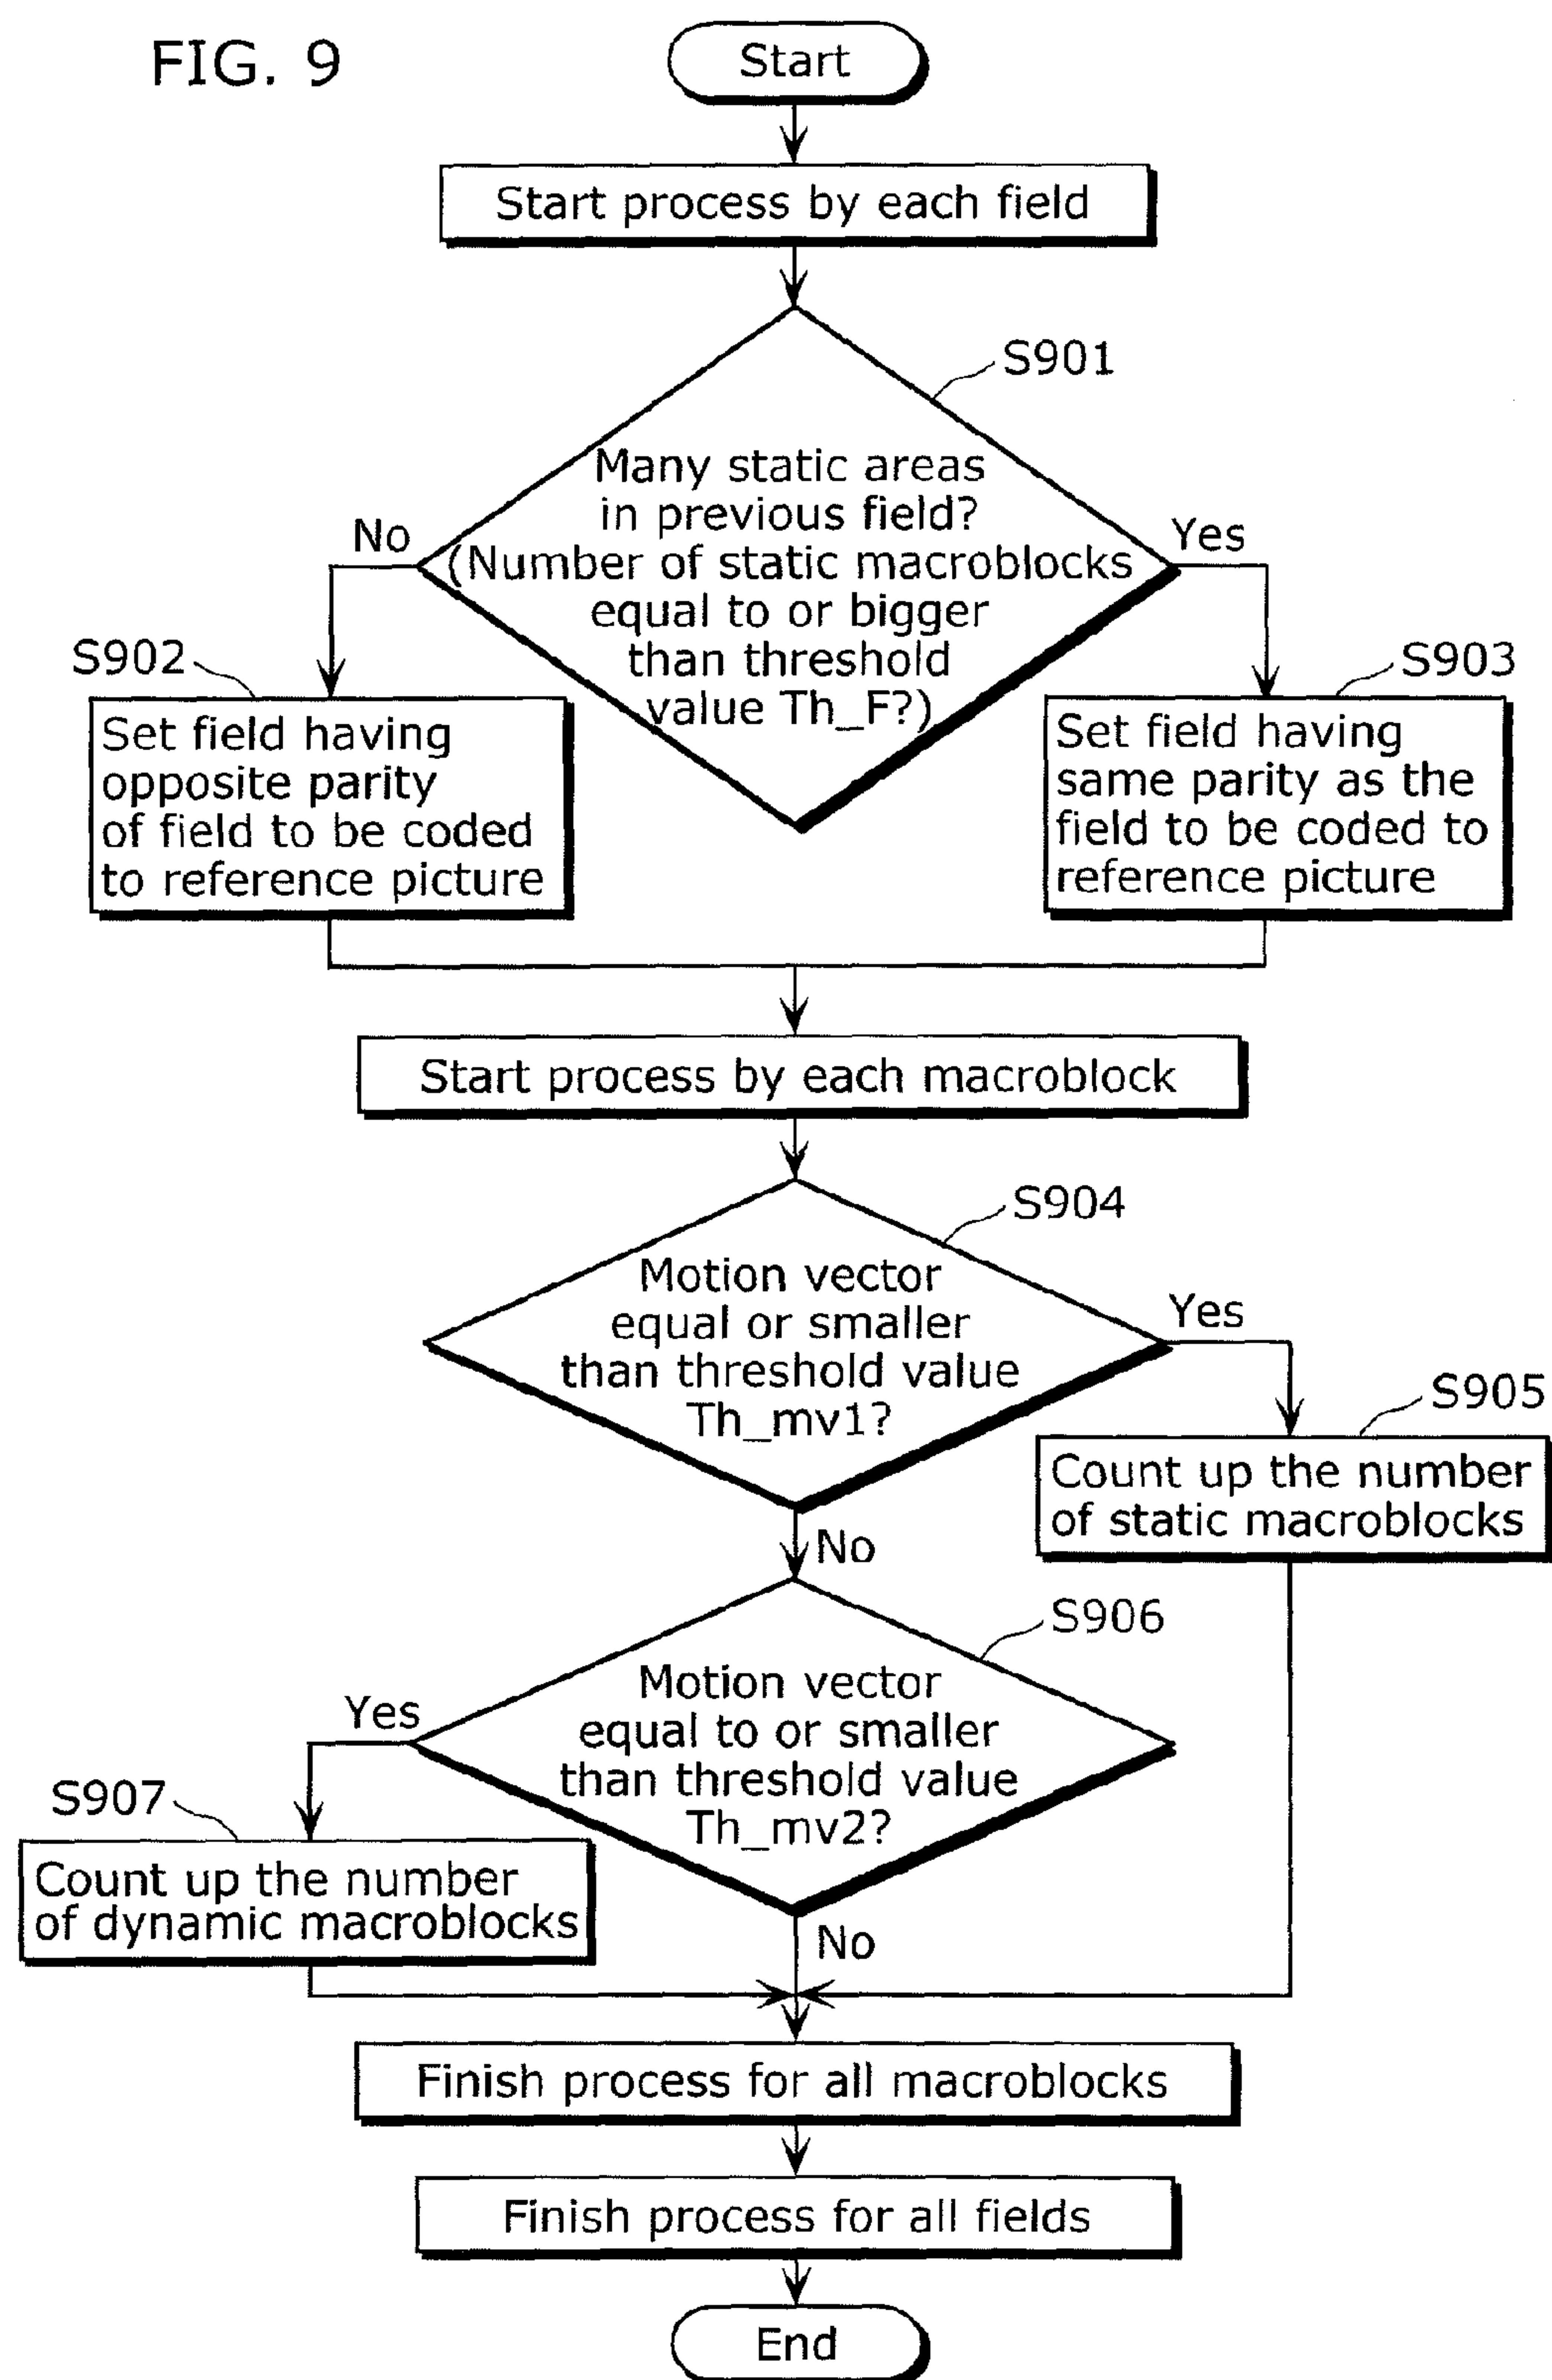 FIG. 9
Start
Start process by each field
S901
Many static areas
in previous field?
(Number of static macroblocks
equal to or bigger
than threshold
value Th_F?)
No
Yes
S902
Set field having
opposite parity
of field to be coded
to reference picture
S903
Set field having
same parity as the
field to be coded to
reference picture
Start process by each macroblock
S904
Motion vector
equal or smaller
than threshold value
Th_mv1?
Yes
S905
Count up the number
of static macroblocks
No
S906
Motion vector
equal to or smaller
than threshold value
Th_mv2?
Yes
S907
Count up the number
of dynamic macroblocks
No
Finish process for all macroblocks
Finish process for all fields
End